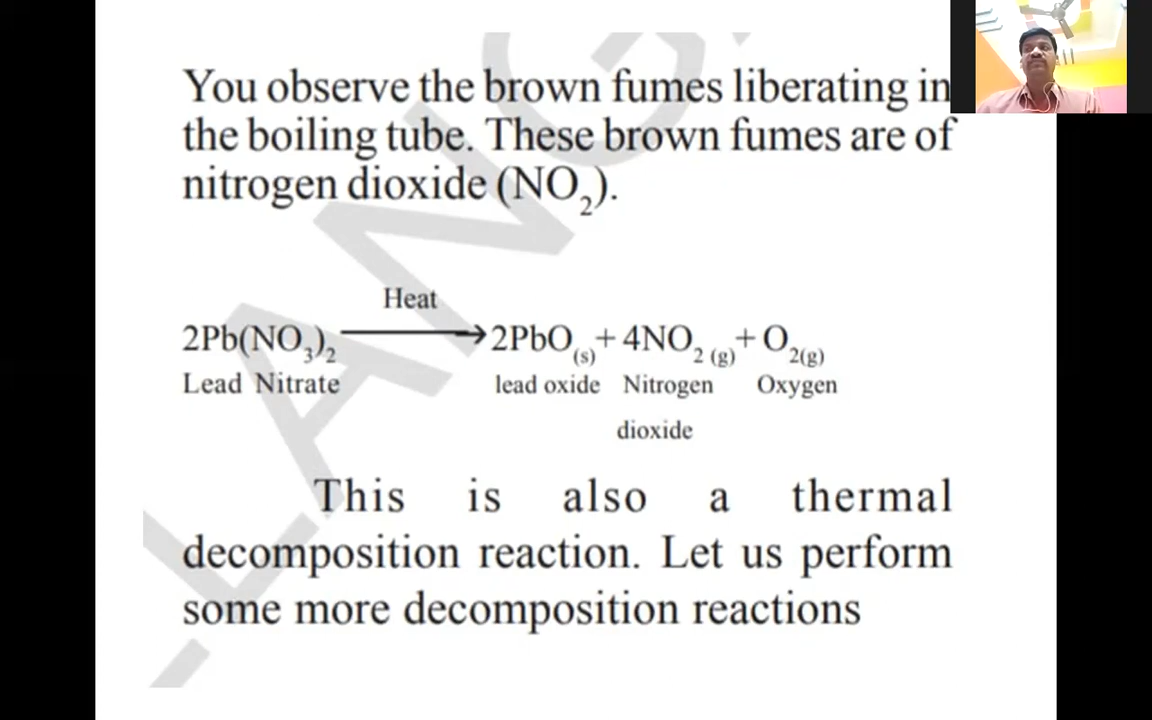 You observe the brown fumes liberating in
the boiling tube. These brown fumes are of
nitrogen dioxide (NO₂).
Heat
2Pb(NO₃)₂ ⟶ 2PbO(s) + 4NO₂ (g) + O₂(g)
Lead Nitrate lead oxide Nitrogen Oxygen
dioxide
This is also a thermal
decomposition reaction. Let us perform
some more decomposition reactions